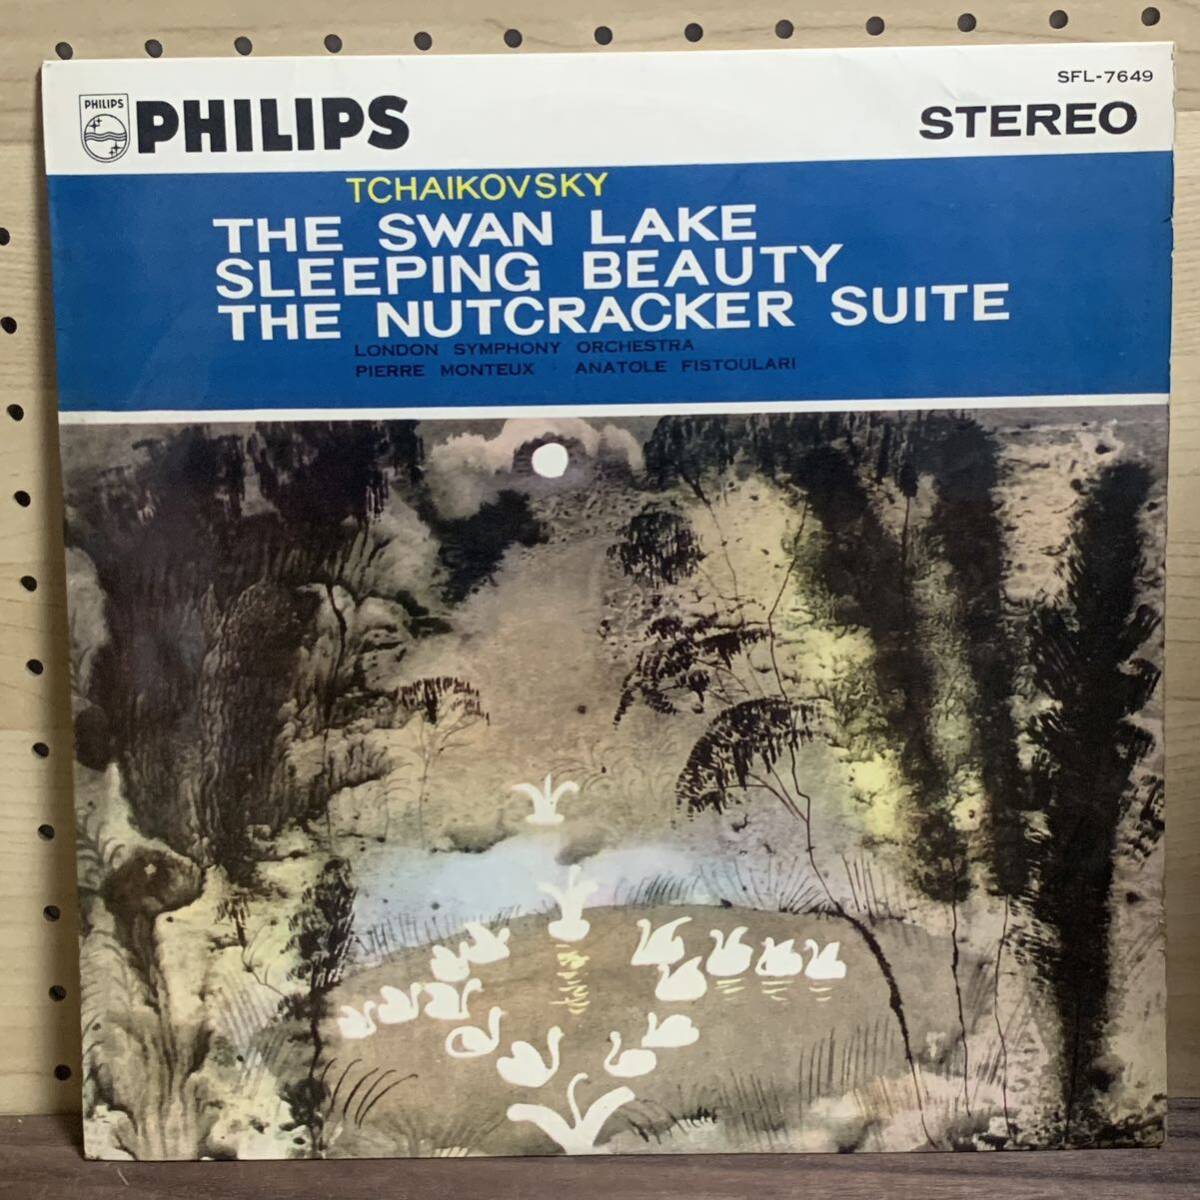 SFL-7649
PHILIPS
PHILIPS
STEREO
TCHAIKOVSKY
THE SWAN LAKE
SLEEPING BEAUTY
THE NUTCRACKER SUITE
LONDON SYMPHONY ORCHESTRA
PIERRE MONTEUX · ANATOLE FISTOULARI